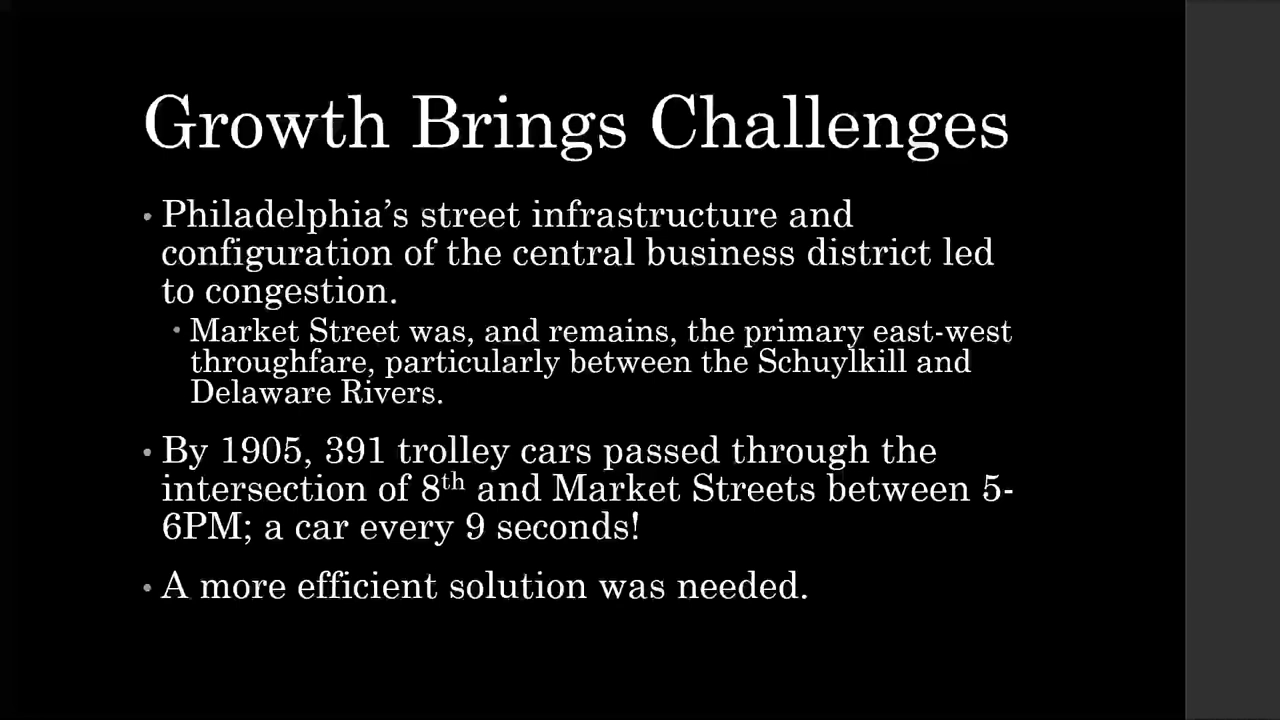 Growth Brings Challenges
• Philadelphia’s street infrastructure and
configuration of the central business district led
to congestion.
• Market Street was, and remains, the primary east-west
throughfare, particularly between the Schuylkill and
Delaware Rivers.
• By 1905, 391 trolley cars passed through the
intersection of 8th and Market Streets between 5-
6PM; a car every 9 seconds!
• A more efficient solution was needed.